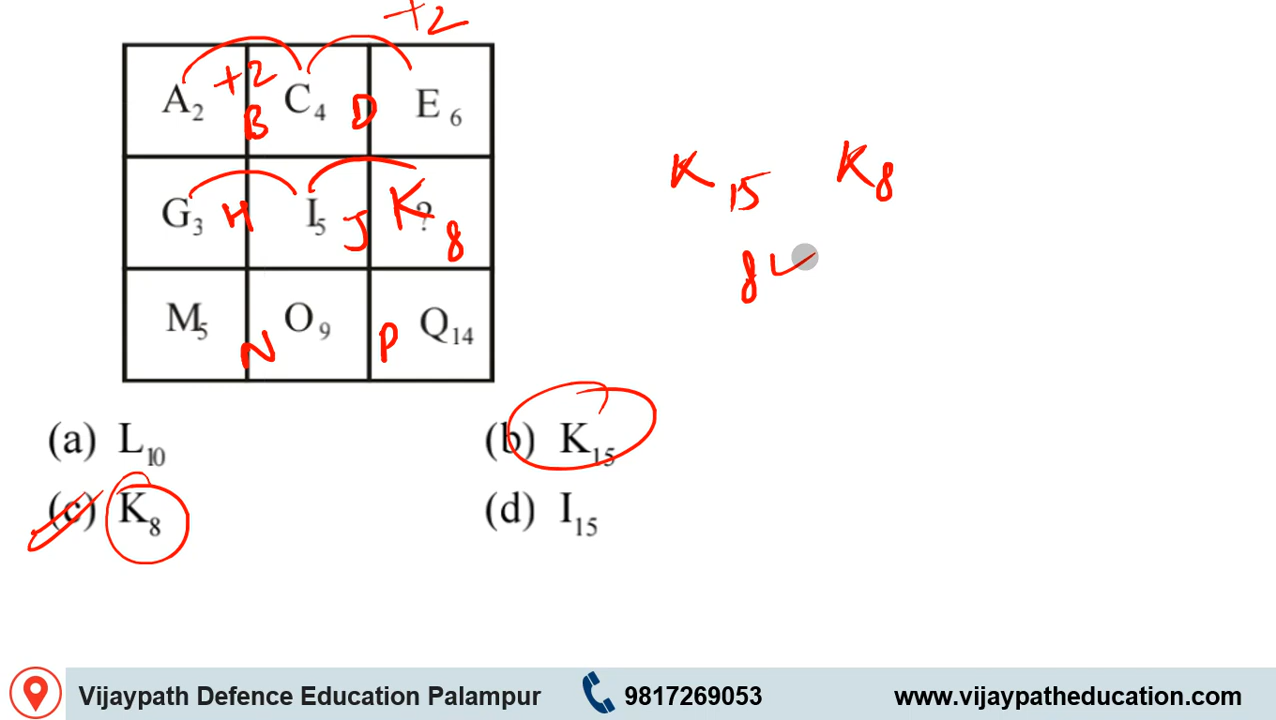 +2
A2 +2 B C4 D E6
G3 H I5 J K ? 8
M5 N O9 P Q14
K15 K8
8
(a) L10 (b) K15
(c) K8 (d) I15
Vijaypath Defence Education Palampur 9817269053 www.vijaypatheducation.com